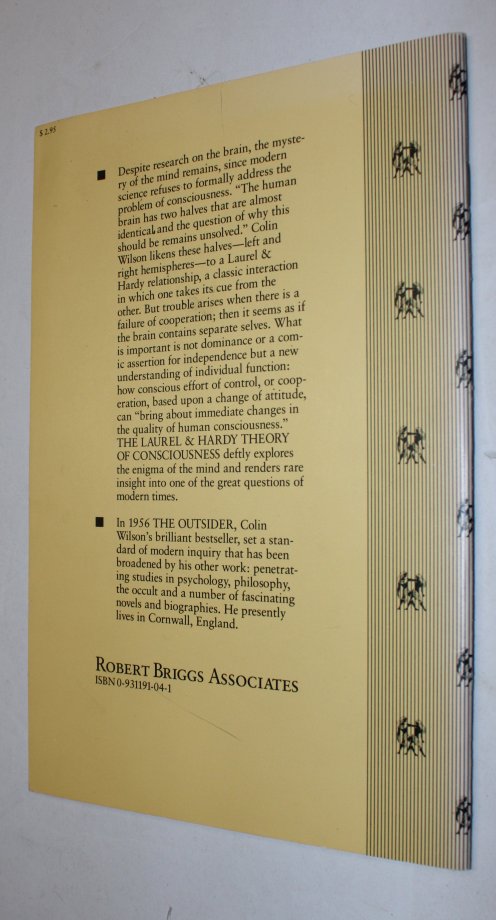 $2.95
■ Despite research on the brain, the myste-
ry of the mind remains, since modern
science refuses to formally address the
problem of consciousness. "The human
brain has two halves that are almost
identical, and the question of why this
should be remains unsolved." Colin
Wilson likens these halves—left and
right hemispheres—to a Laurel &
Hardy relationship, a classic interaction
in which one takes its cue from the
other. But trouble arises when there is a
failure of cooperation; then it seems as if
the brain contains separate selves. What
is important is not dominance or a com-
ic assertion for independence but a new
understanding of individual function:
how conscious effort of control, or coop-
eration, based upon a change of attitude,
can "bring about immediate changes in
the quality of human consciousness."
THE LAUREL & HARDY THEORY
OF CONSCIOUSNESS deftly explores
the enigma of the mind and renders rare
insight into one of the great questions of
modern times.
■ In 1956 THE OUTSIDER, Colin
Wilson's brilliant bestseller, set a stan-
dard of modern inquiry that has been
broadened by his other work: penetrat-
ing studies in psychology, philosophy,
the occult and a number of fascinating
novels and biographies. He presently
lives in Cornwall, England.
ROBERT BRIGGS ASSOCIATES
ISBN 0-931191-04-1